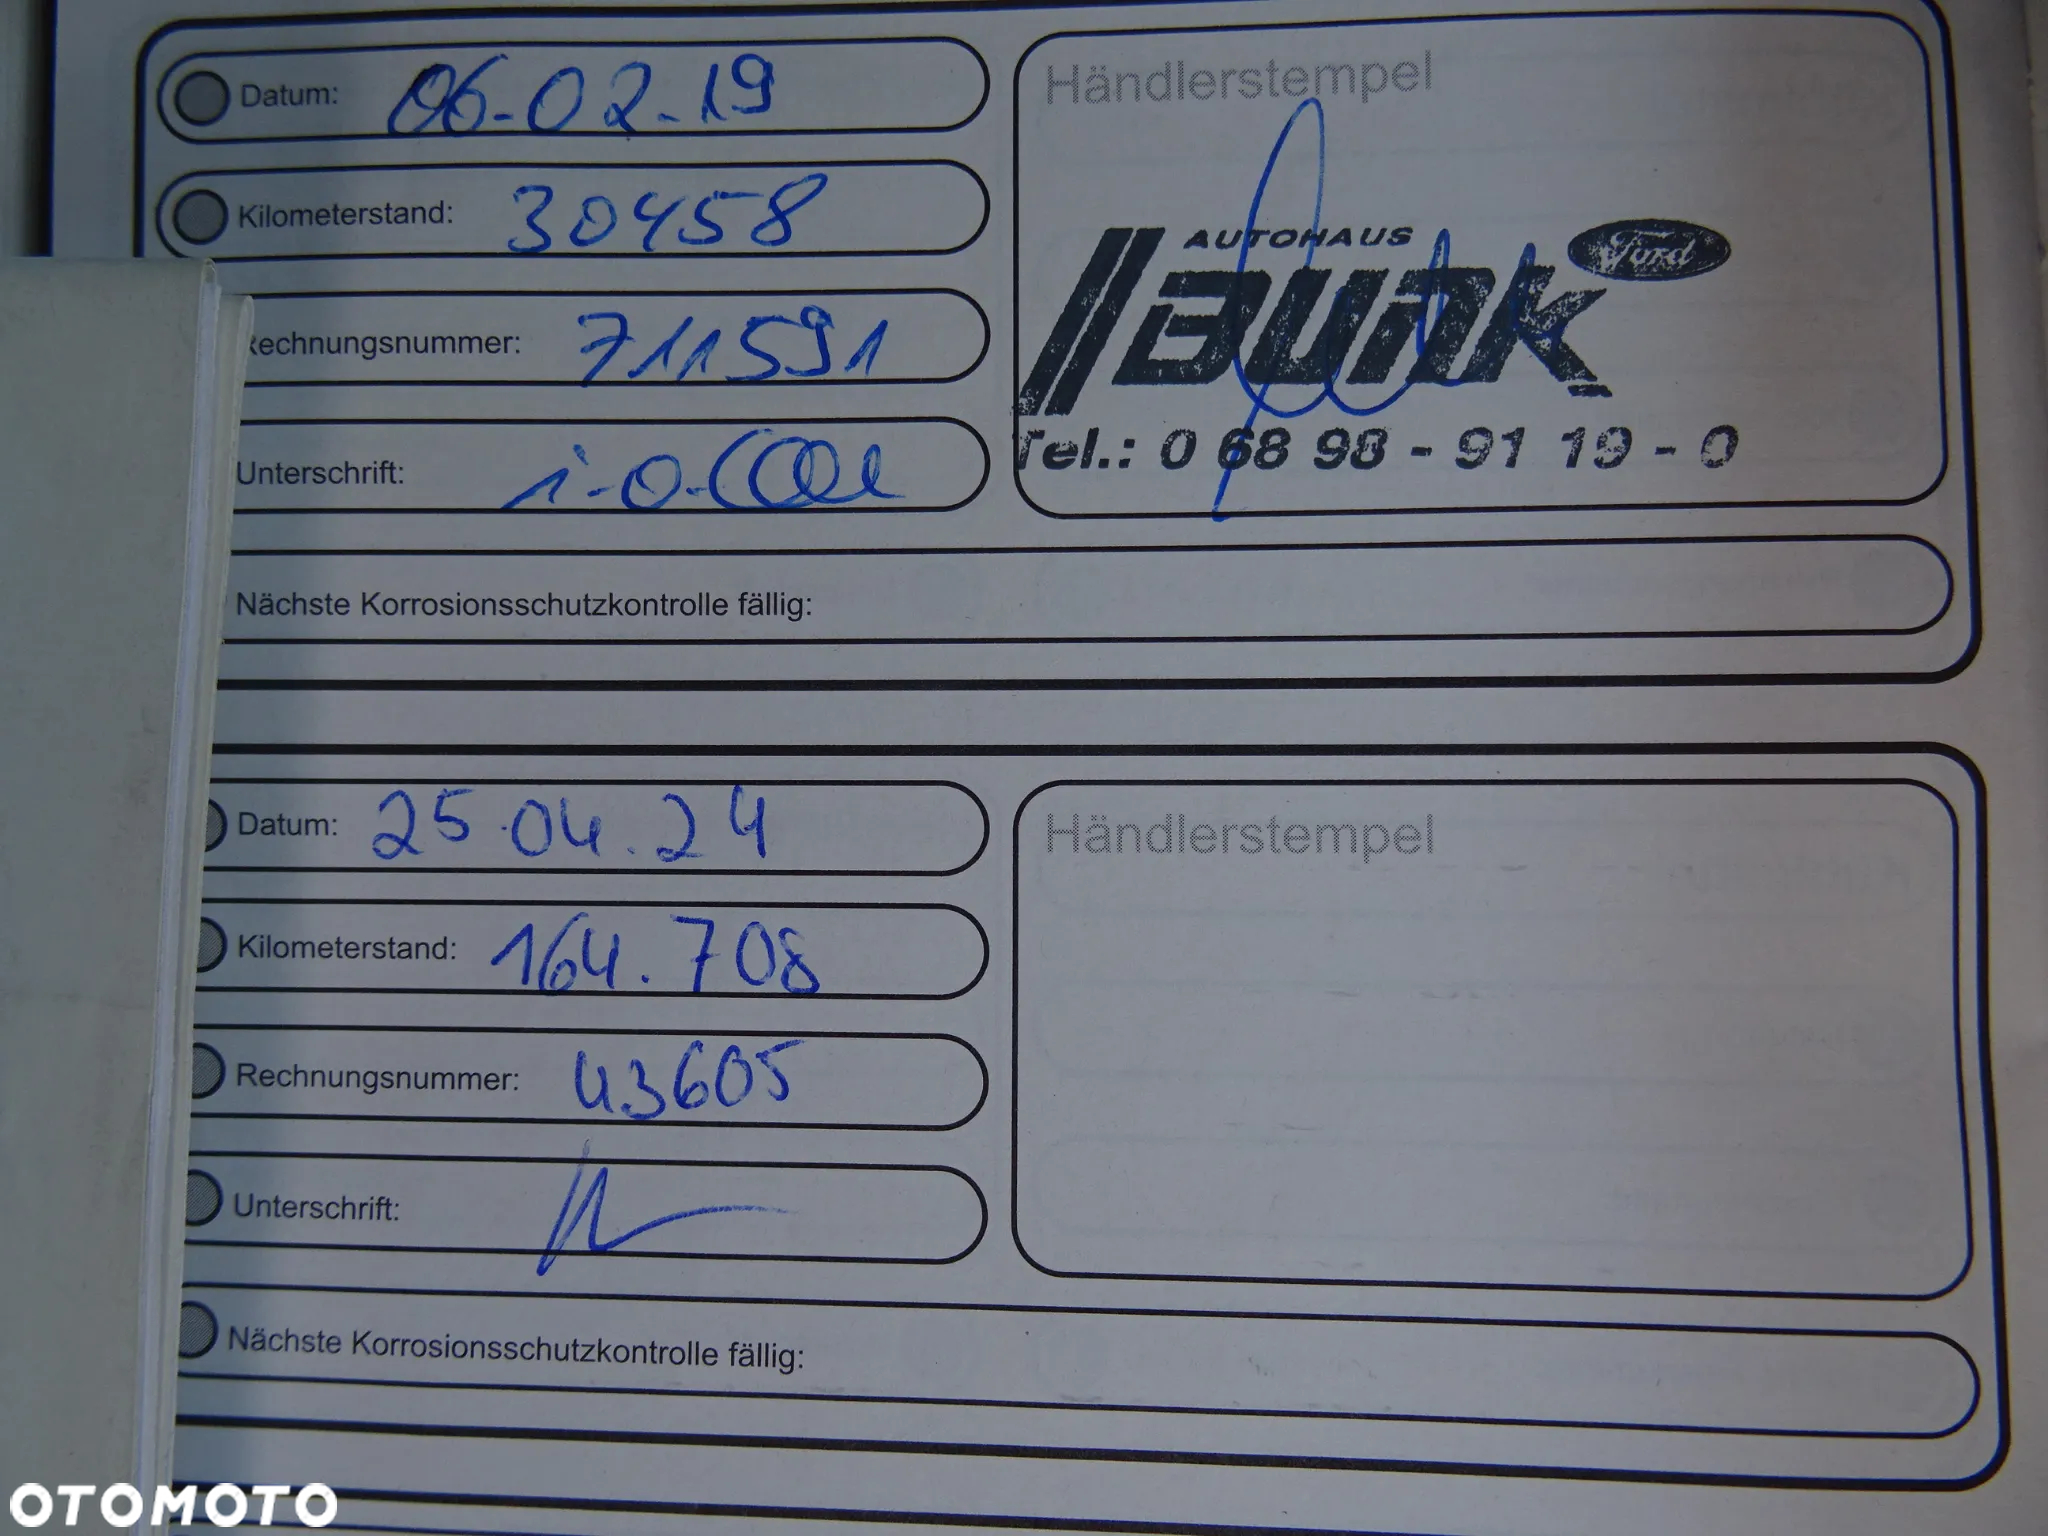 Datum: 06-02-19
Kilometerstand: 30458
Rechnungsnummer: 711591
Unterschrift:
Händlerstempel
AUTOHAUS
BUNK
Ford
Tel.: 0 68 98 - 91 19 - 0
Nächste Korrosionsschutzkontrolle fällig:
Datum: 25.04.24
Kilometerstand: 164.708
Rechnungsnummer: 43605
Unterschrift:
Händlerstempel
Nächste Korrosionsschutzkontrolle fällig:
OTOMOTO